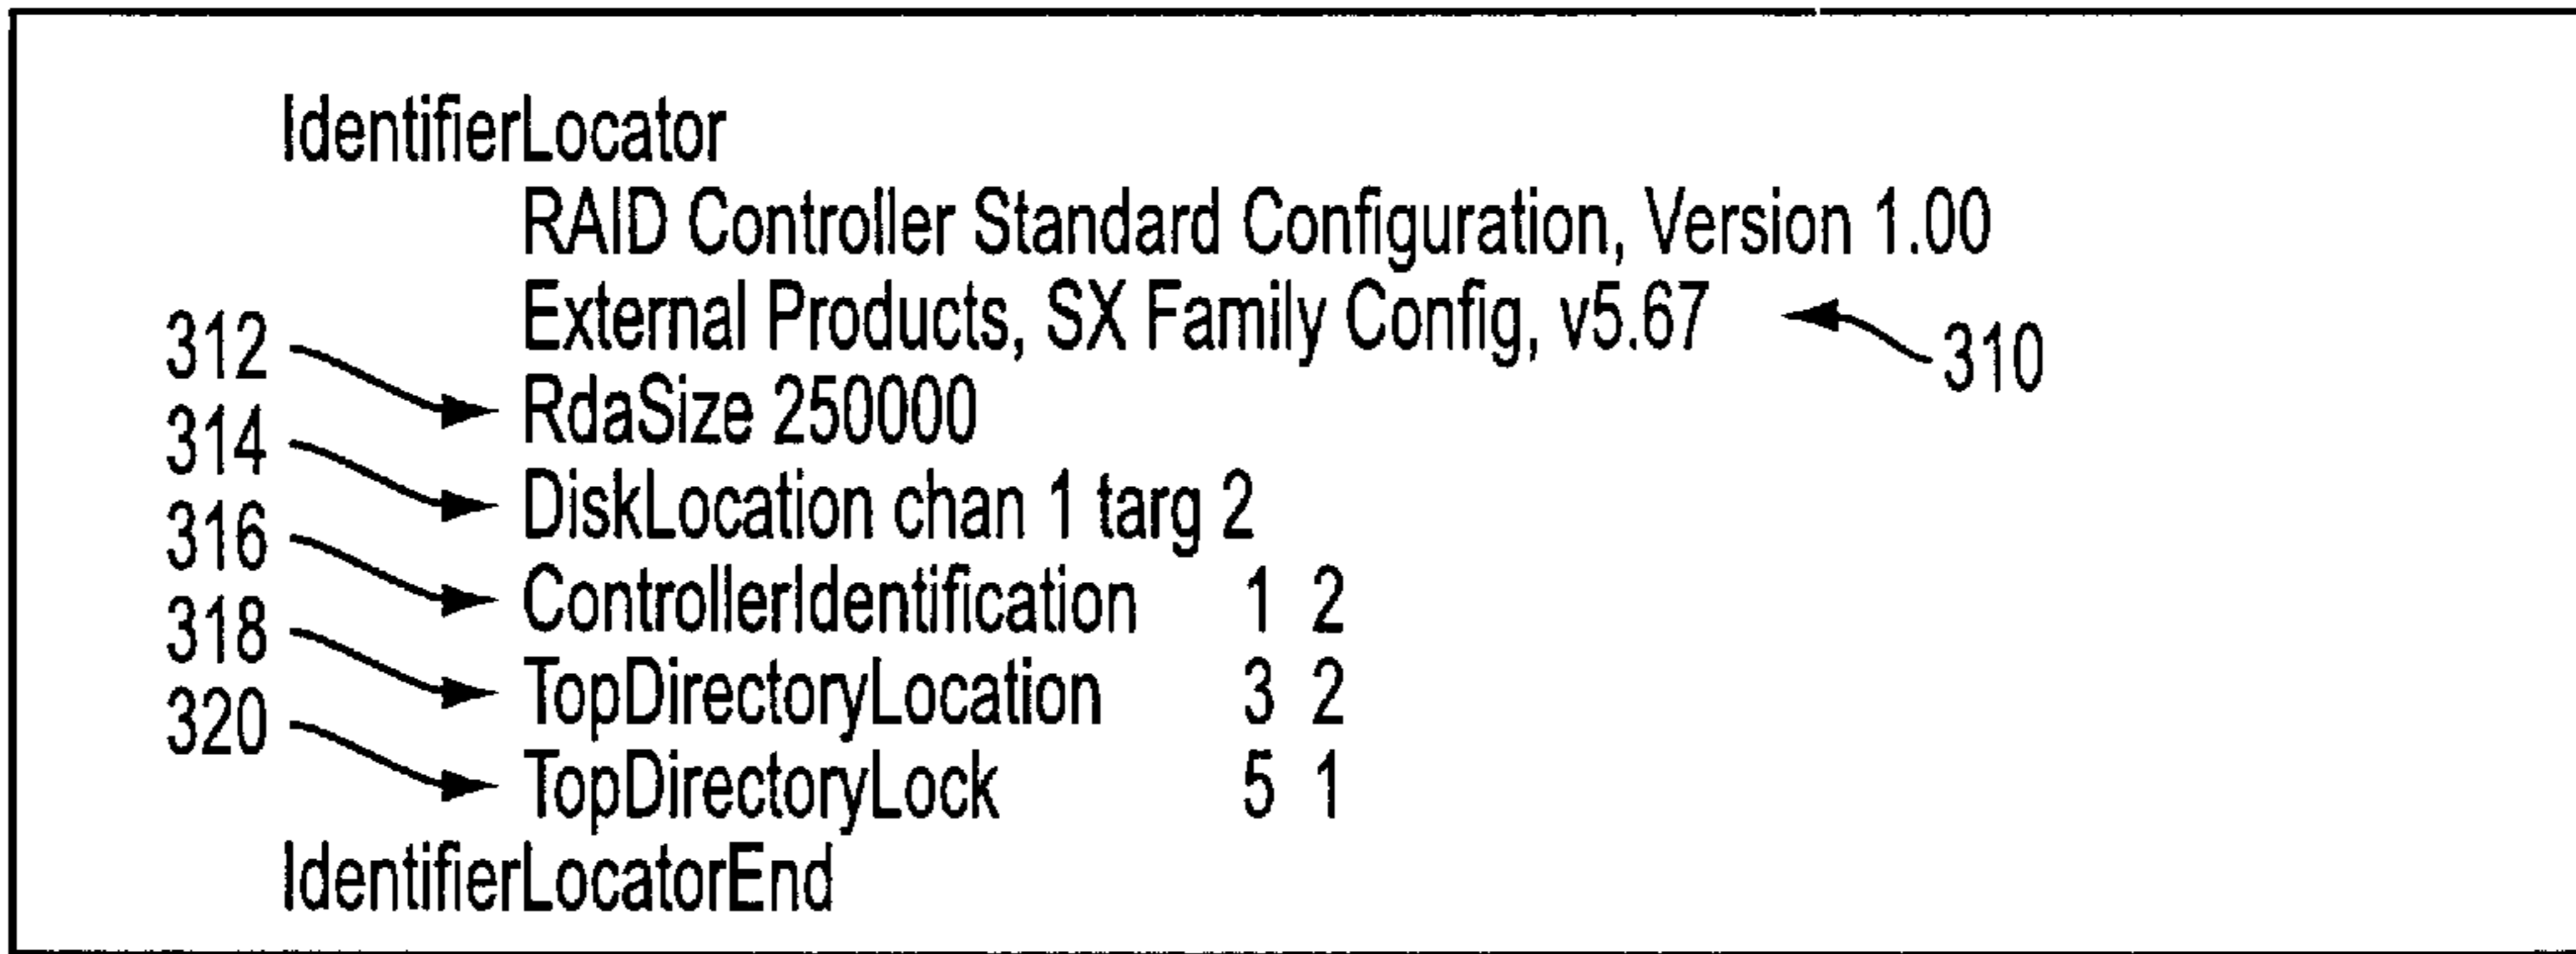 IdentifierLocator
RAID Controller Standard Configuration, Version 1.00
External Products, SX Family Config, v5.67 310
312 RdaSize 250000
314 DiskLocation chan 1 targ 2
316 ControllerIdentification 1 2
318 TopDirectoryLocation 3 2
320 TopDirectoryLock 5 1
IdentifierLocatorEnd